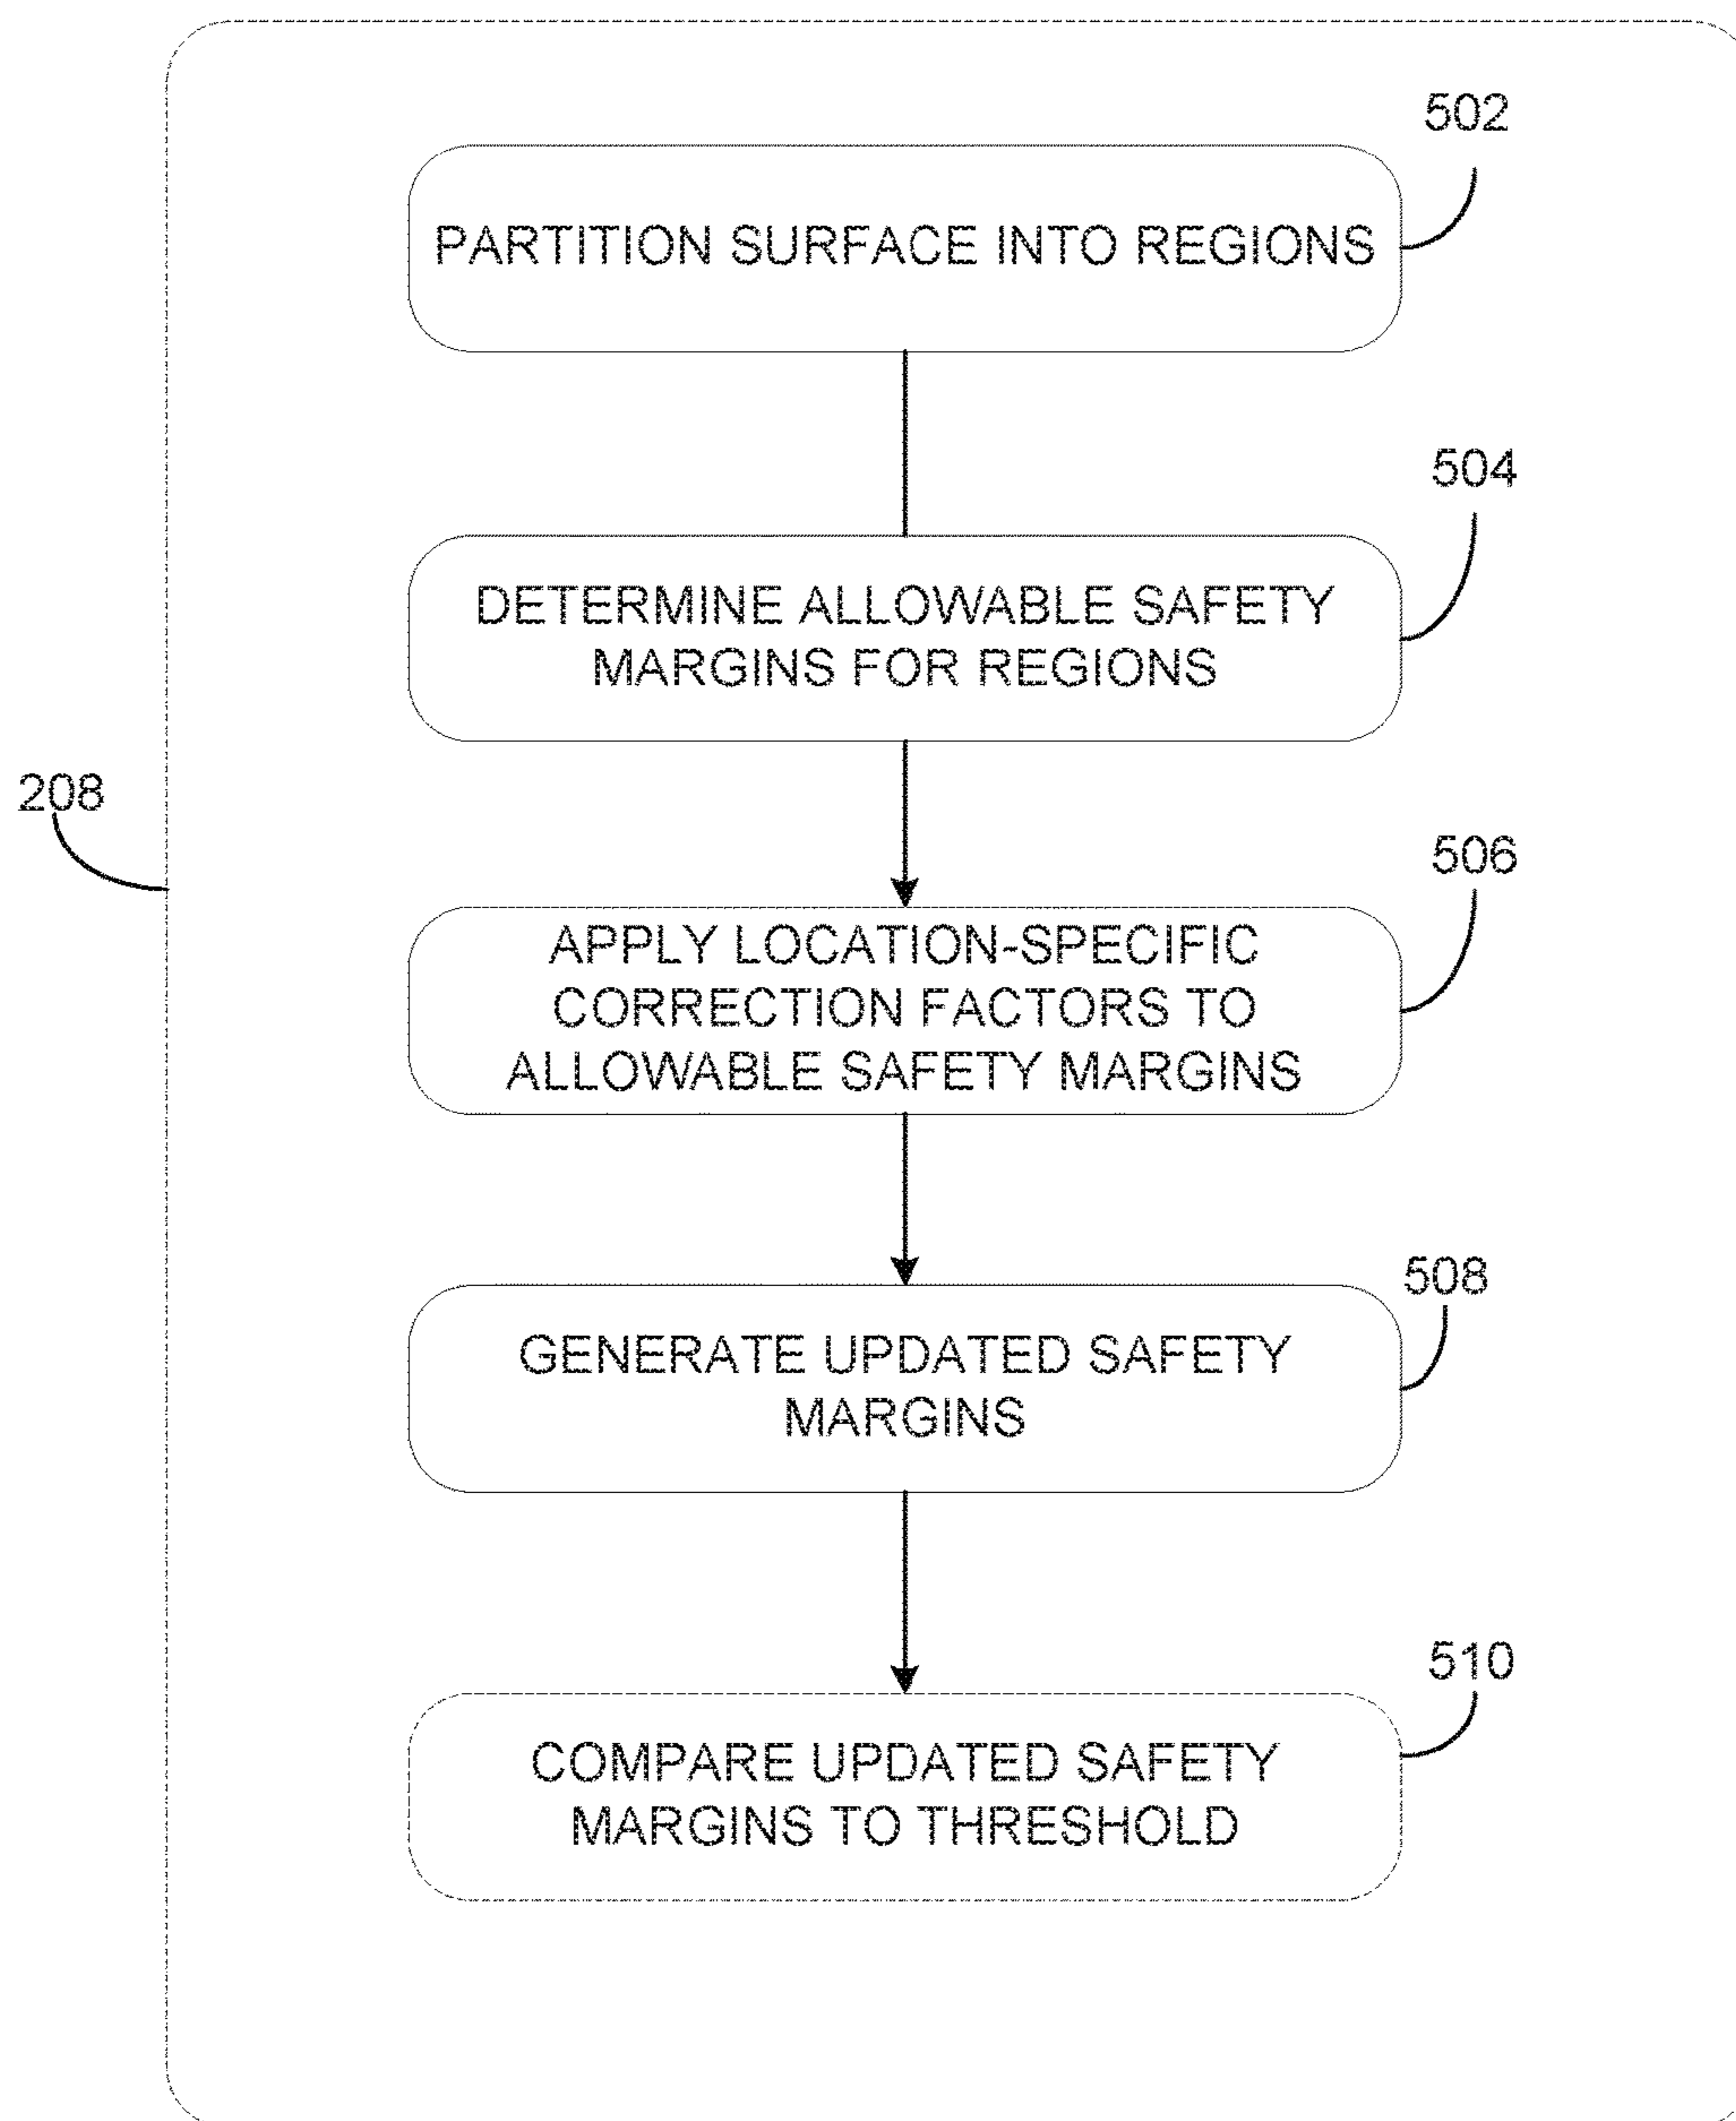 502
PARTITION SURFACE INTO REGIONS
504
DETERMINE ALLOWABLE SAFETY
MARGINS FOR REGIONS
208
506
APPLY LOCATION-SPECIFIC
CORRECTION FACTORS TO
ALLOWABLE SAFETY MARGINS
508
GENERATE UPDATED SAFETY
MARGINS
510
COMPARE UPDATED SAFETY
MARGINS TO THRESHOLD